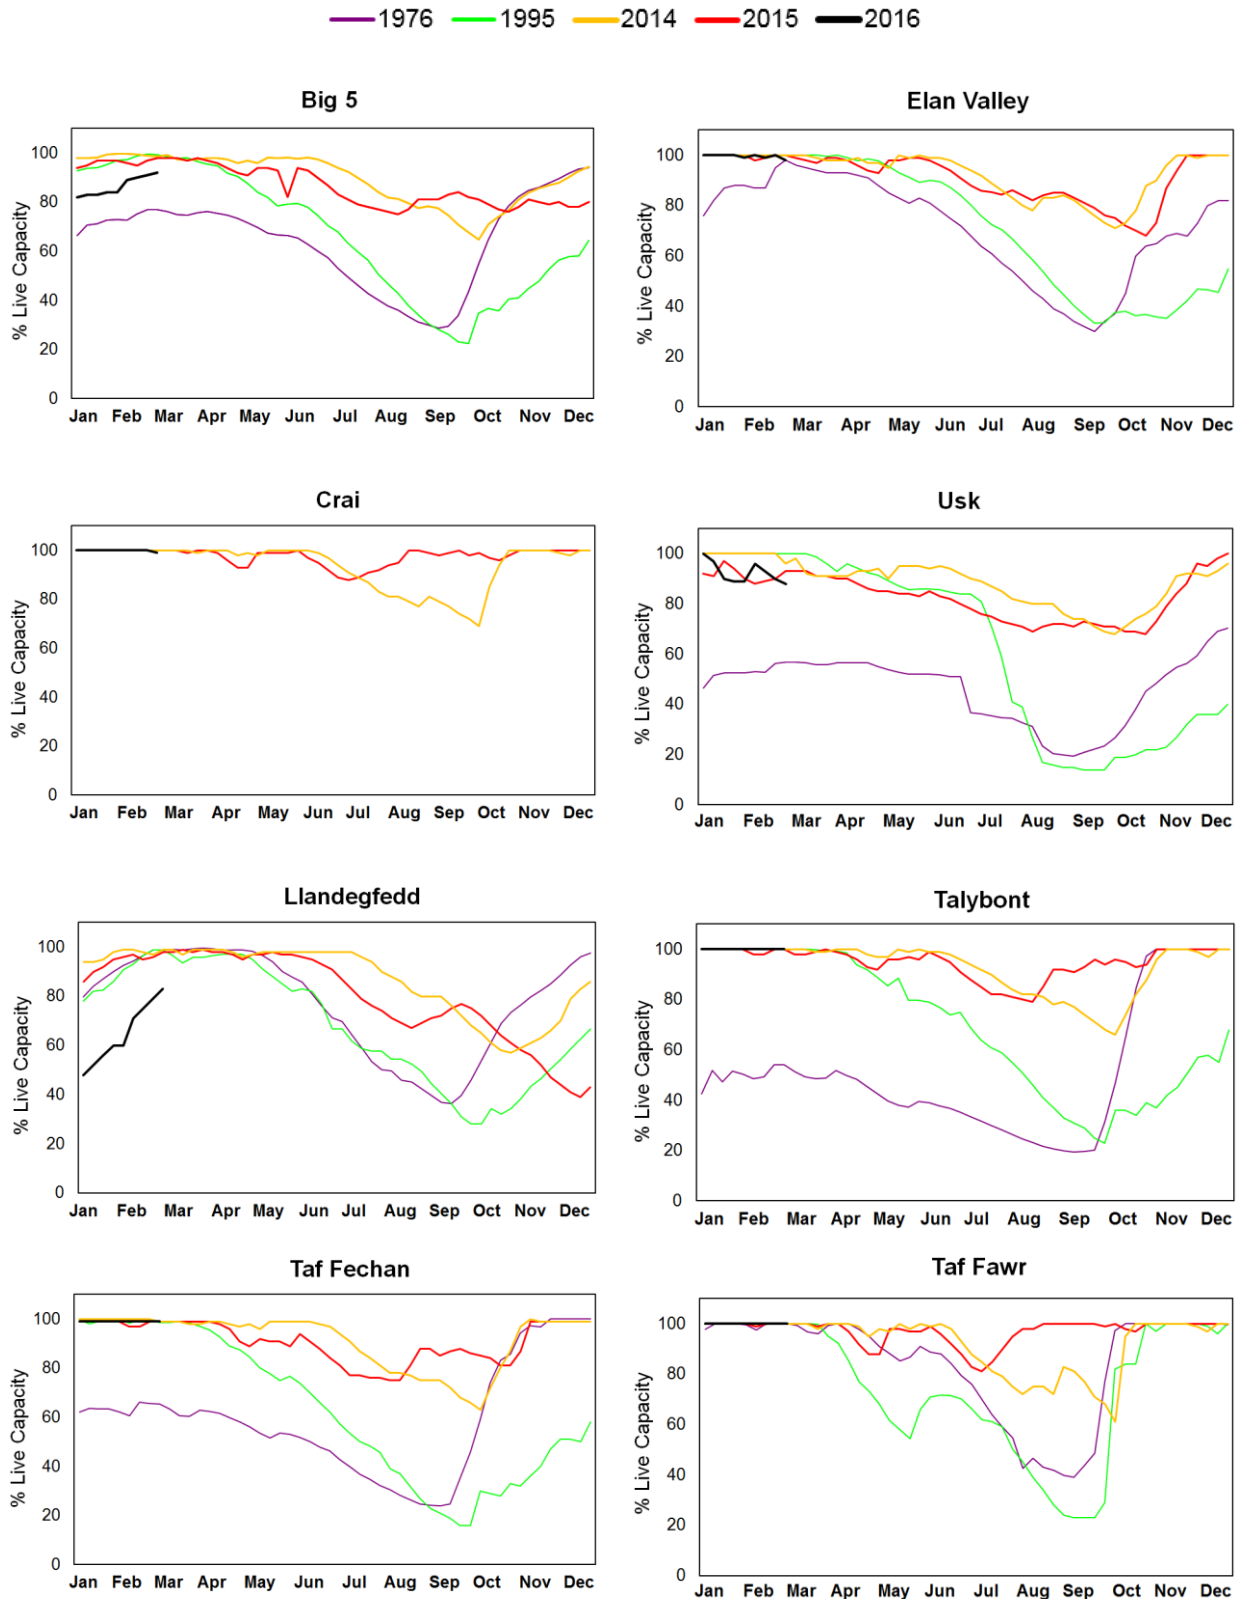 1976 1995 2014 2015 2016
Big 5
Elan Valley
% Live Capacity
100
80
60
40
20
0
Jan Feb Mar Apr May Jun Jul Aug Sep Oct Nov Dec
% Live Capacity
100
80
60
40
20
0
Jan Feb Mar Apr May Jun Jul Aug Sep Oct Nov Dec
Crai
Usk
% Live Capacity
100
80
60
40
20
0
Jan Feb Mar Apr May Jun Jul Aug Sep Oct Nov Dec
% Live Capacity
100
80
60
40
20
0
Jan Feb Mar Apr May Jun Jul Aug Sep Oct Nov Dec
Llandegfedd
Talybont
% Live Capacity
100
80
60
40
20
0
Jan Feb Mar Apr May Jun Jul Aug Sep Oct Nov Dec
% Live Capacity
100
80
60
40
20
0
Jan Feb Mar Apr May Jun Jul Aug Sep Oct Nov Dec
Taf Fechan
Taf Fawr
% Live Capacity
100
80
60
40
20
0
Jan Feb Mar Apr May Jun Jul Aug Sep Oct Nov Dec
% Live Capacity
100
80
60
40
20
0
Jan Feb Mar Apr May Jun Jul Aug Sep Oct Nov Dec